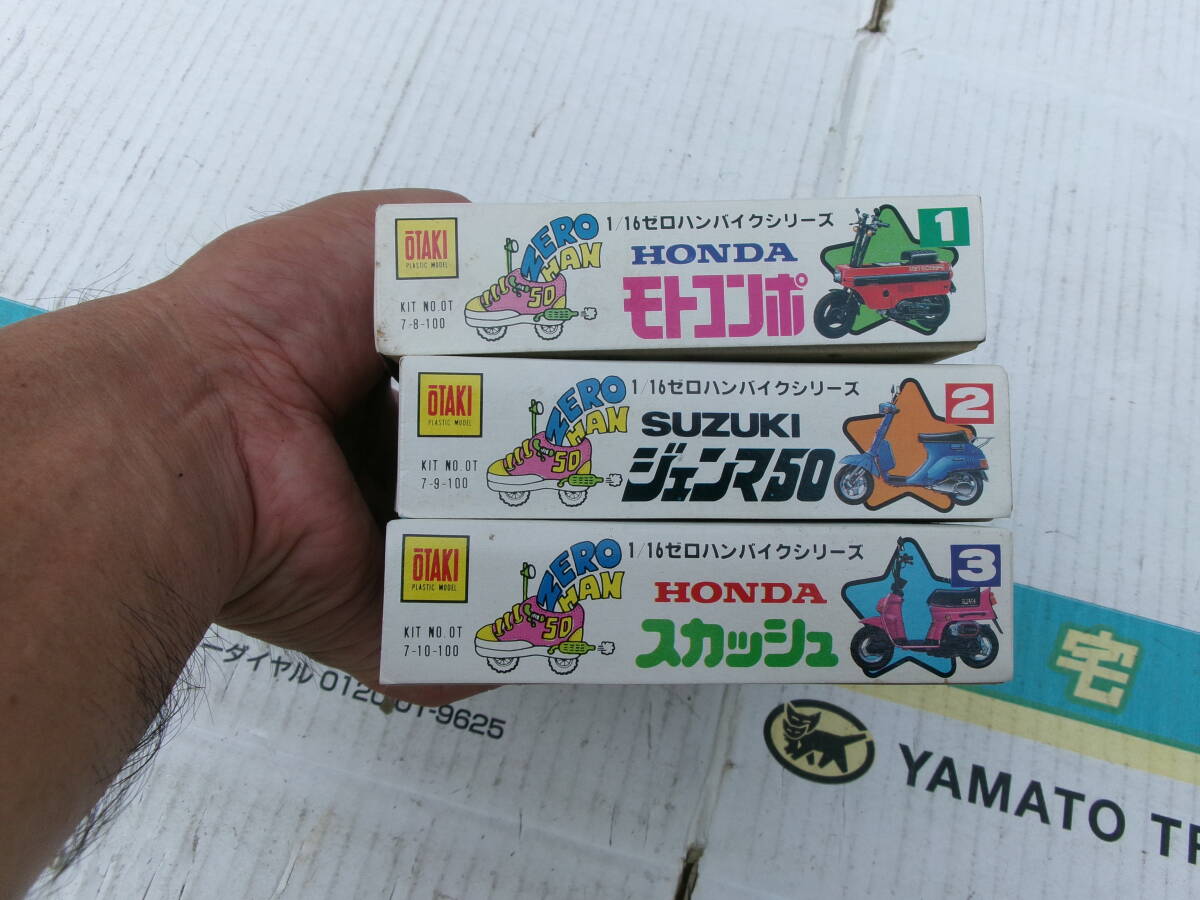 ŌTAKI
PLASTIC MODEL
KIT NO.OT
7-8-100
ZERO
HAN
50
1/16ゼロハンバイクシリーズ
HONDA
モトコンポ
1
ŌTAKI
PLASTIC MODEL
KIT NO.OT
7-9-100
ZERO
HAN
50
1/16ゼロハンバイクシリーズ
SUZUKI
ジェンマ50
2
ŌTAKI
PLASTIC MODEL
KIT NO.OT
7-10-100
ZERO
HAN
50
1/16ゼロハンバイクシリーズ
HONDA
スカッシュ
3
ーダイヤル 0120
01-9625
宅
YAMATO TR